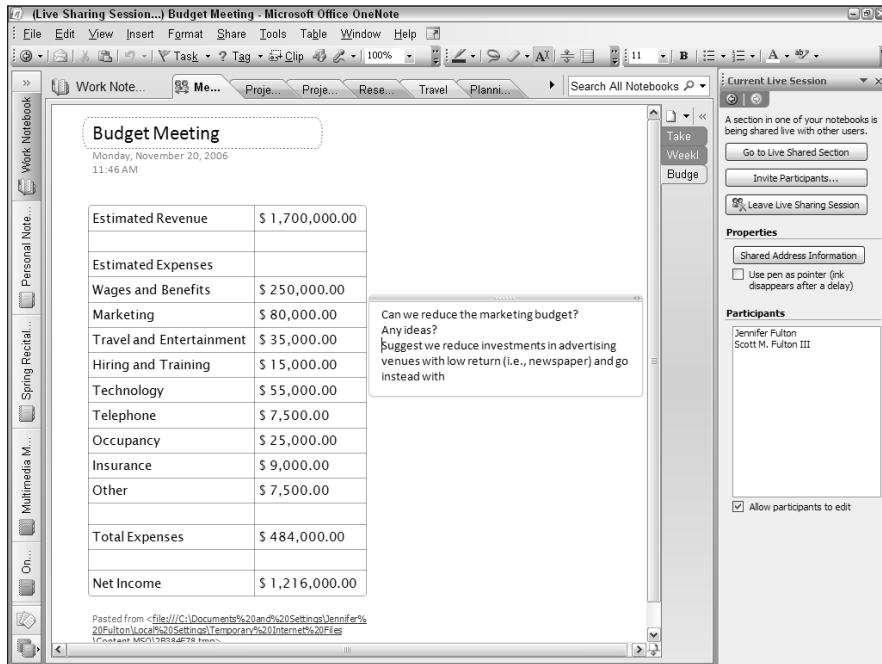 (Live Sharing Session...) Budget Meeting - Microsoft Office OneNote
File Edit View Insert Format Share Tools Table Window Help
Task ? Tag Clip 100% 11 B A
Work Note... Me... Proje... Proje... Rese... Travel Planni... Search All Notebooks
Work Notebook
Personal Note...
Spring Recital...
Multimedia M...
On...
Budget Meeting
Monday, November 20, 2006
11:46 AM
Estimated Revenue $ 1,700,000.00
Estimated Expenses
Wages and Benefits $ 250,000.00
Marketing $ 80,000.00
Travel and Entertainment $ 35,000.00
Hiring and Training $ 15,000.00
Technology $ 55,000.00
Telephone $ 7,500.00
Occupancy $ 25,000.00
Insurance $ 9,000.00
Other $ 7,500.00
Total Expenses $ 484,000.00
Net Income $ 1,216,000.00
Pasted from <file:///C:\Documents%20and%20Settings\Jennifer%
20Fulton\Local%20Settings\Temporary%20Internet%20Files
Can we reduce the marketing budget?
Any ideas?
Suggest we reduce investments in advertising
venues with low return (i.e., newspaper) and go
instead with
Take
Weekl
Budge
Current Live Session
A section in one of your notebooks is
being shared live with other users.
Go to Live Shared Section
Invite Participants...
Leave Live Sharing Session
Properties
Shared Address Information
Use pen as pointer (ink
disappears after a delay)
Participants
Jennifer Fulton
Scott M. Fulton III
Allow participants to edit